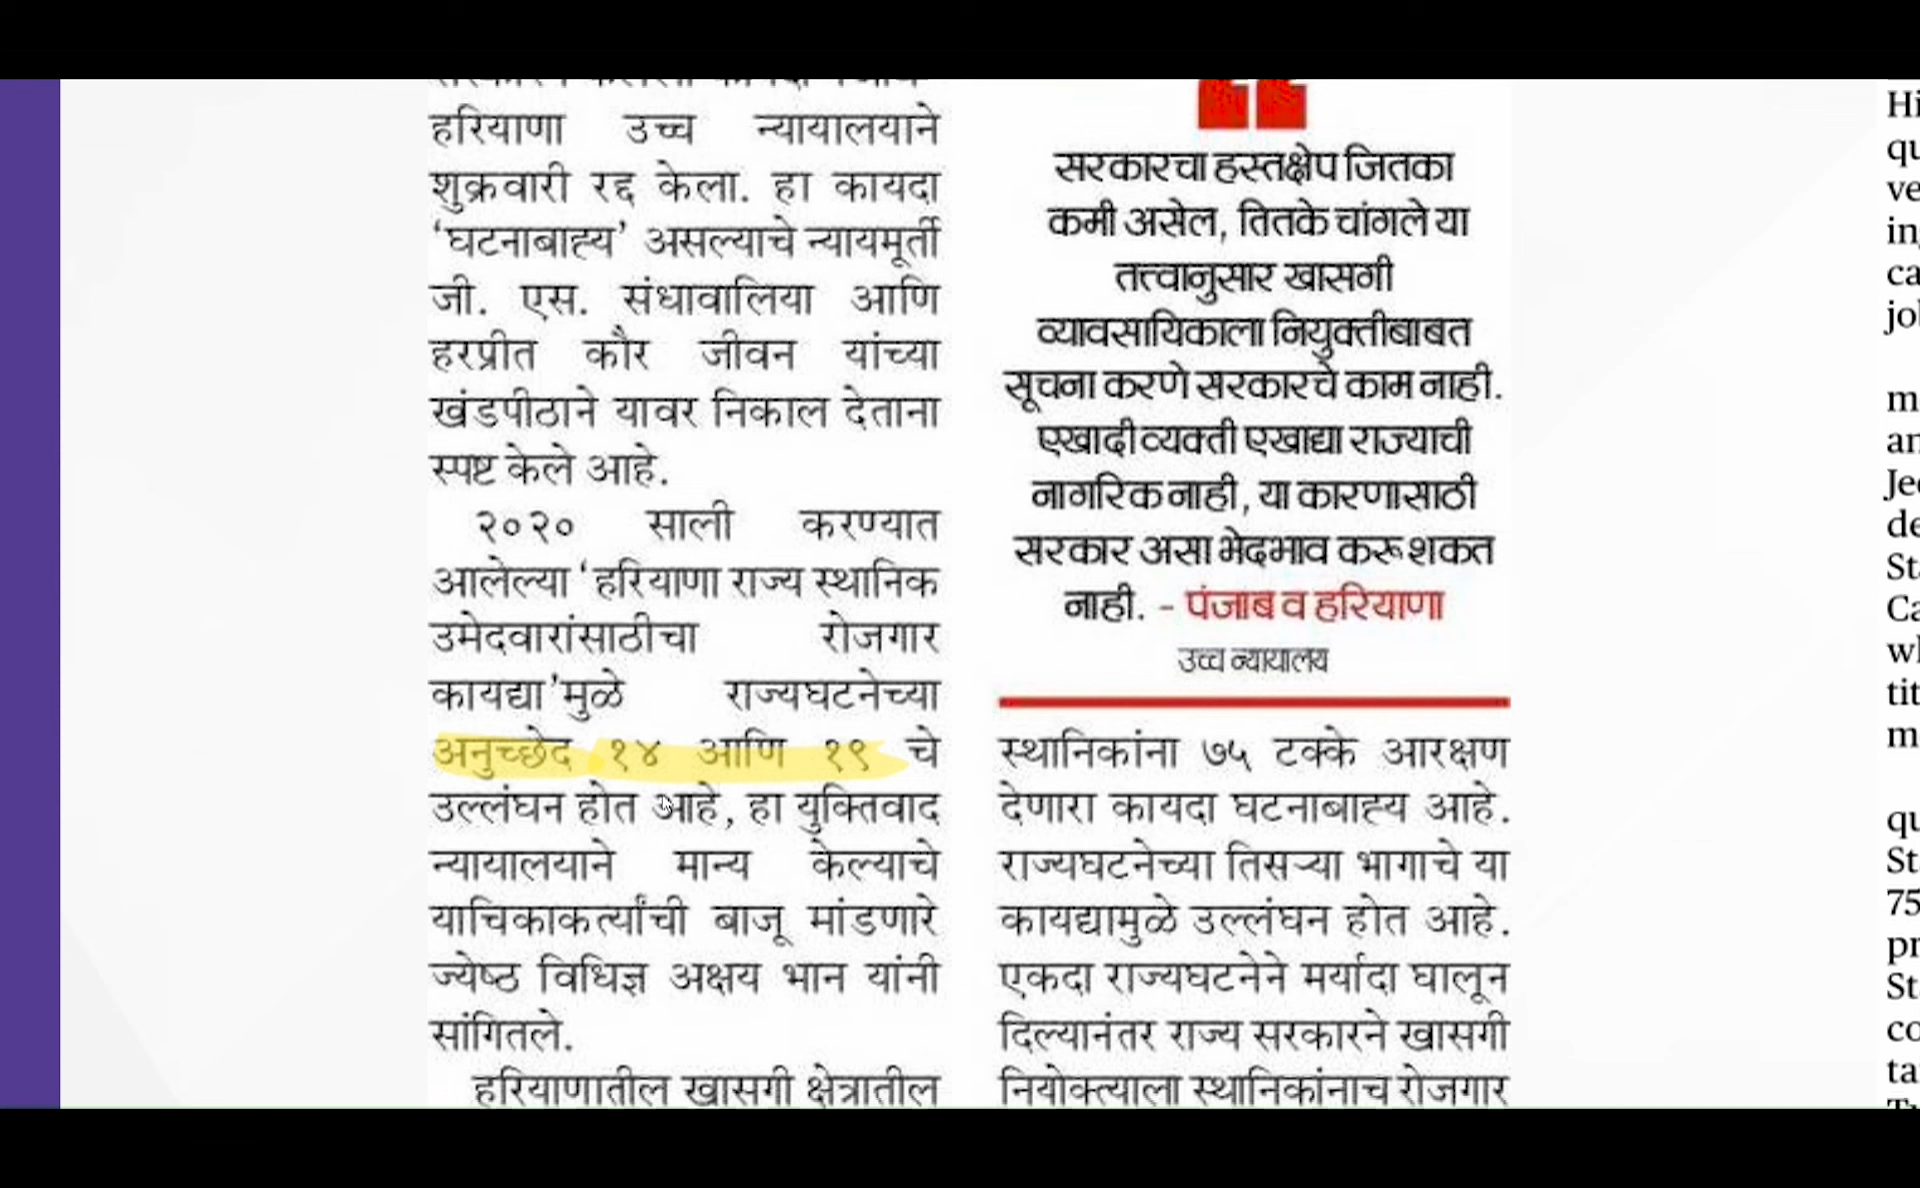 हरियाणा उच्च न्यायालयाने
शुक्रवारी रद्द केला. हा कायदा
‘घटनाबाह्य’ असल्याचे न्यायमूर्ती
जी. एस. संधावालिया आणि
हरप्रीत कौर जीवन यांच्या
खंडपीठाने यावर निकाल देताना
स्पष्ट केले आहे.
२०२० साली करण्यात
आलेल्या ‘हरियाणा राज्य स्थानिक
उमेदवारांसाठीचा रोजगार
कायद्या’मुळे राज्यघटनेच्या
अनुच्छेद १४ आणि १९ चे
उल्लंघन होत आहे, हा युक्तिवाद
न्यायालयाने मान्य केल्याचे
याचिकाकर्त्यांची बाजू मांडणारे
ज्येष्ठ विधिज्ञ अक्षय भान यांनी
सांगितले.
हरियाणातील खासगी क्षेत्रातील
सरकारचा हस्तक्षेप जितका
कमी असेल, तितके चांगले या
तत्त्वानुसार खासगी
व्यावसायिकाला नियुक्तीबाबत
सूचना करणे सरकारचे काम नाही.
एखादी व्यक्ती एखाद्या राज्याची
नागरिक नाही, या कारणासाठी
सरकार असा भेदभाव करू शकत
नाही. - पंजाब व हरियाणा
उच्च न्यायालय
स्थानिकांना ७५ टक्के आरक्षण
देणारा कायदा घटनाबाह्य आहे.
राज्यघटनेच्या तिसऱ्या भागाचे या
कायद्यामुळे उल्लंघन होत आहे.
एकदा राज्यघटनेने मर्यादा घालून
दिल्यानंतर राज्य सरकारने खासगी
नियोक्त्याला स्थानिकांनाच रोजगार